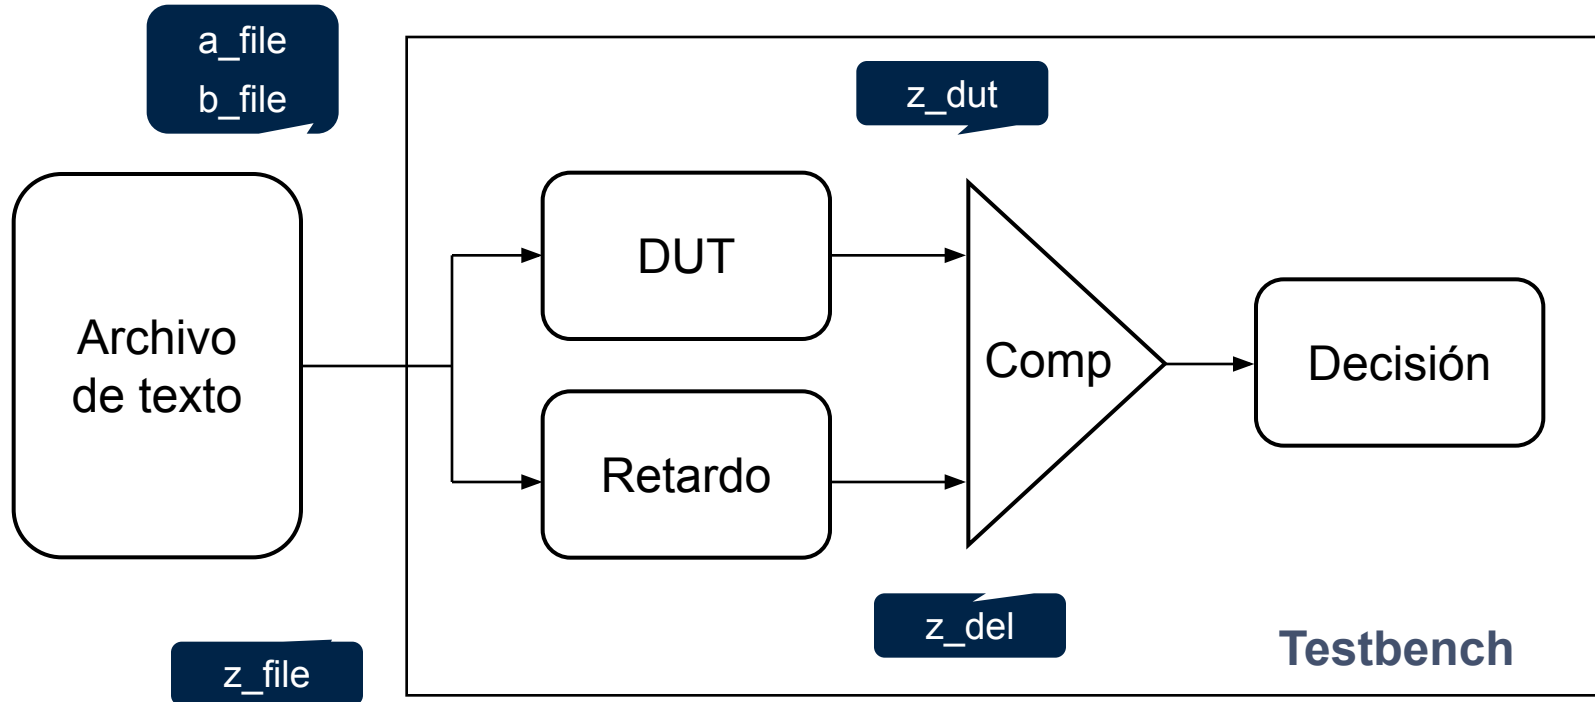 a_file
b_file
z_dut
DUT
Archivo
de texto
Comp
Decisión
Retardo
z_del
Testbench
z_file